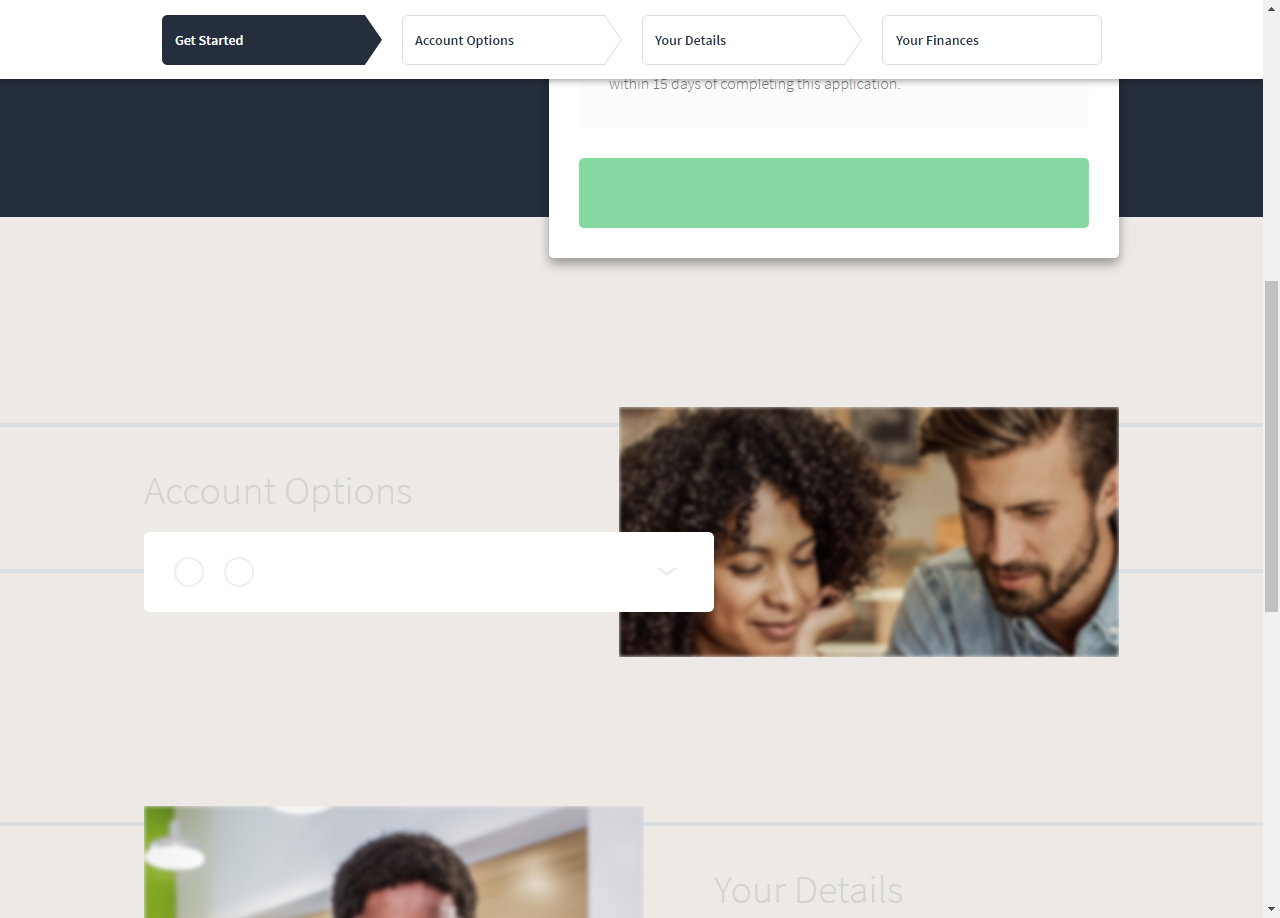 Get Started
Account Options
Your Details
Your Finances
within 15 days of completing this application.
Account Options
Your Details